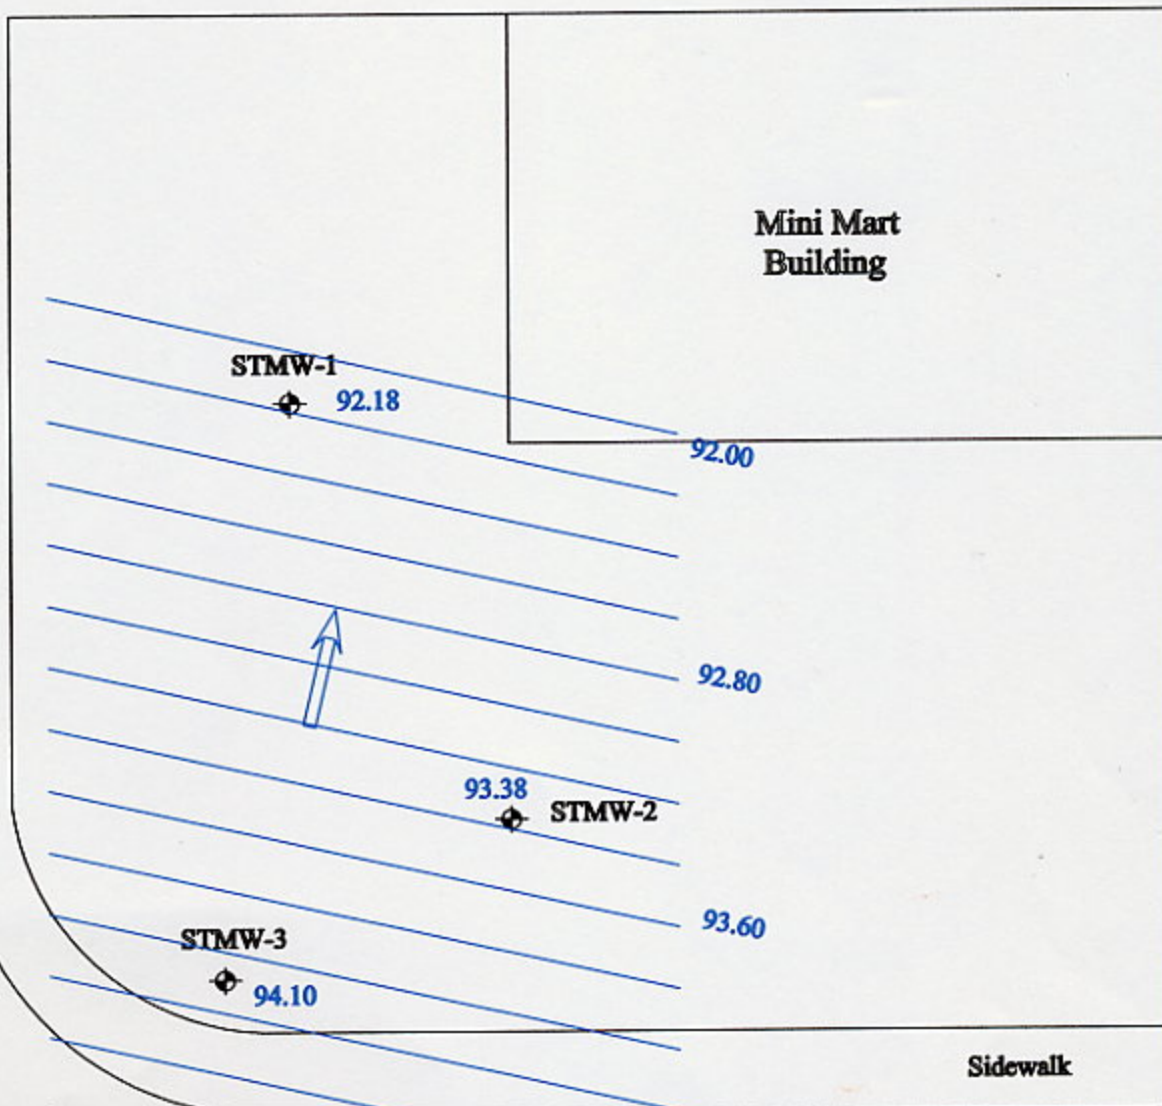 Mini Mart
Building
STMW-1
92.18
92.00
92.80
93.38
STMW-2
93.60
STMW-3
94.10
Sidewalk